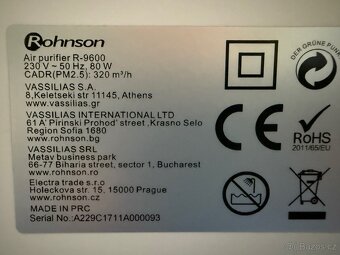 Rohnson
Air purifier R-9600
230 V ~ 50 Hz, 80 W
CADR(PM2.5): 320 m³/h
VASSILIAS S.A.
8,Keletseki str 11145, Athens
www.vassilias.gr
VASSILIAS INTERNATIONAL LTD
61 A' Pirinski Prohod' street ,Krasno Selo
Region Sofia 1680
www.rohnson.bg
VASSILIAS SRL
Metav business park
66-77 Biharia street, sector 1, Bucharest
www.rohnson.ro
Electra trade s.r.o.
Holeckova str. 15, 15000 Prague
www.rohnson.cz
MADE IN PRC
Serial No.:A229C1711A000093
DER GRÜNE PUNKT
CE
RoHS
2011/65/EU